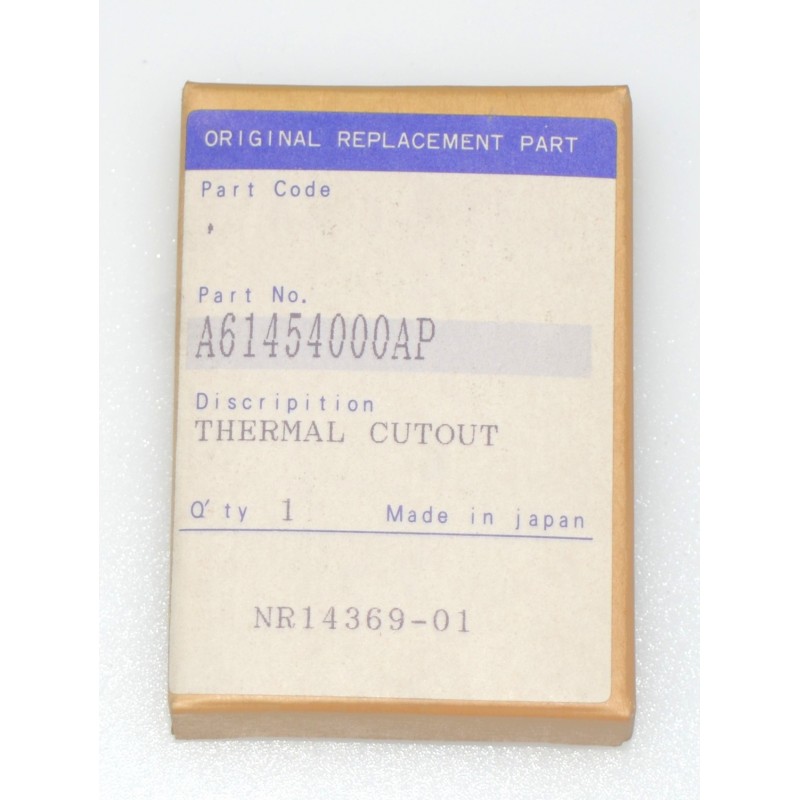 ORIGINAL REPLACEMENT PART
Part Code
Part No.
A61454000AP
Discripition
THERMAL CUTOUT
Q'ty 1 Made in japan
NR14369-01